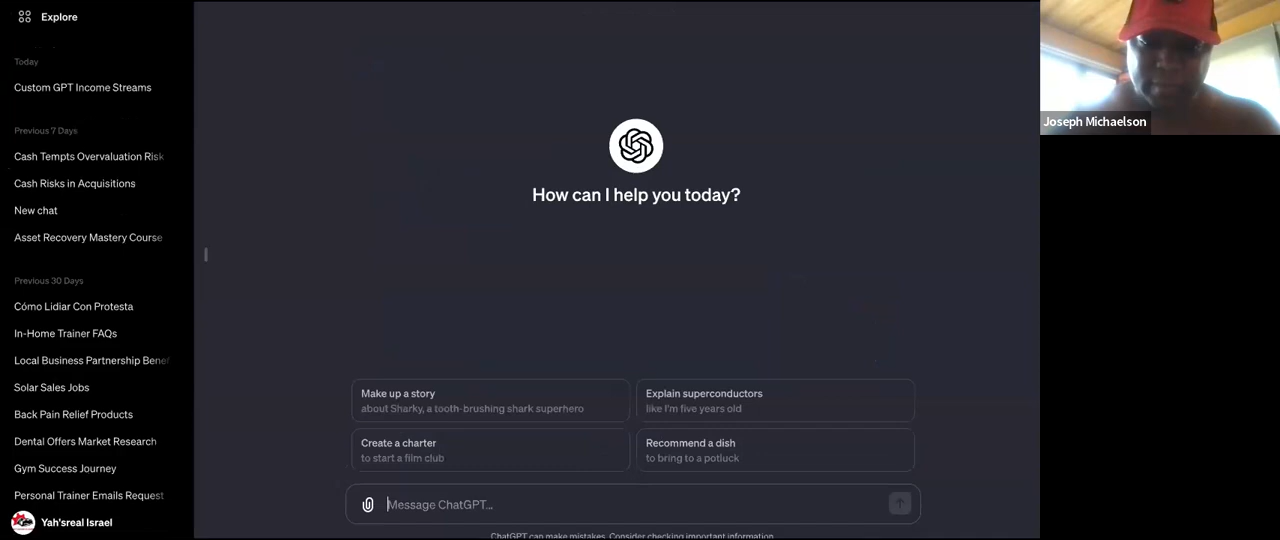 Explore
Today
Custom GPT Income Streams
Previous 7 Days
Cash Tempts Overvaluation Risk
Cash Risks in Acquisitions
New chat
Asset Recovery Mastery Course
Previous 30 Days
Cómo Lidiar Con Protesta
In-Home Trainer FAQs
Local Business Partnership Benef
Solar Sales Jobs
Back Pain Relief Products
Dental Offers Market Research
Gym Success Journey
Personal Trainer Emails Request
Yah'sreal Israel
How can I help you today?
Make up a story
about Sharky, a tooth-brushing shark superhero
Explain superconductors
like I'm five years old
Create a charter
to start a film club
Recommend a dish
to bring to a potluck
Message ChatGPT...
ChatGPT can make mistakes. Consider checking important information.
Joseph Michaelson